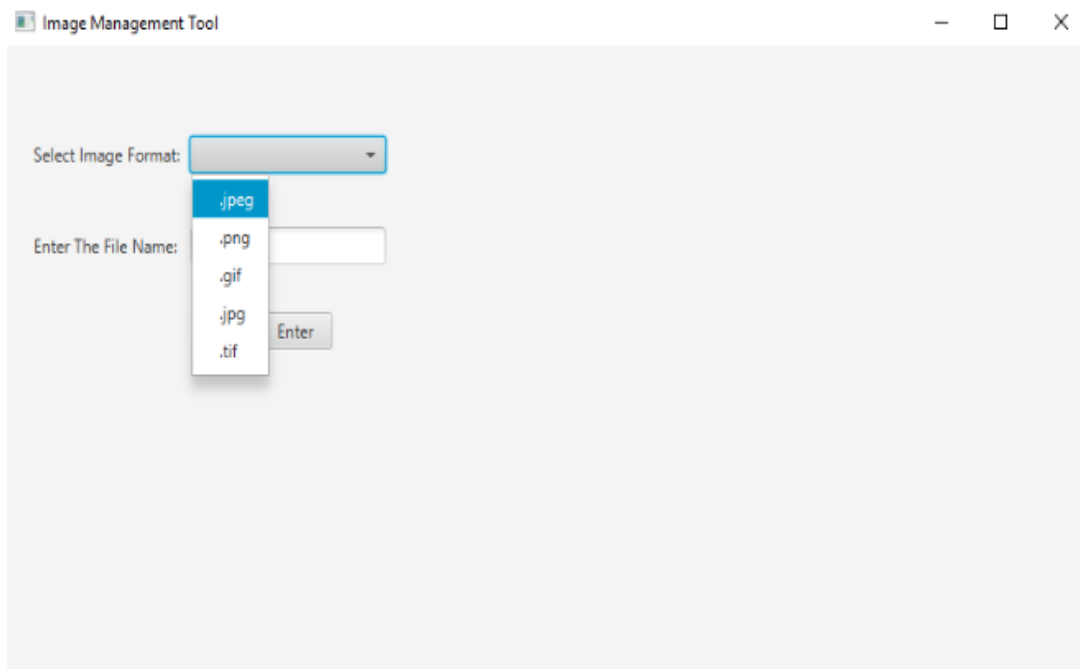 Image Management Tool
Select Image Format:
.jpeg
.png
Enter The File Name:
.gif
.jpg
Enter
.tif